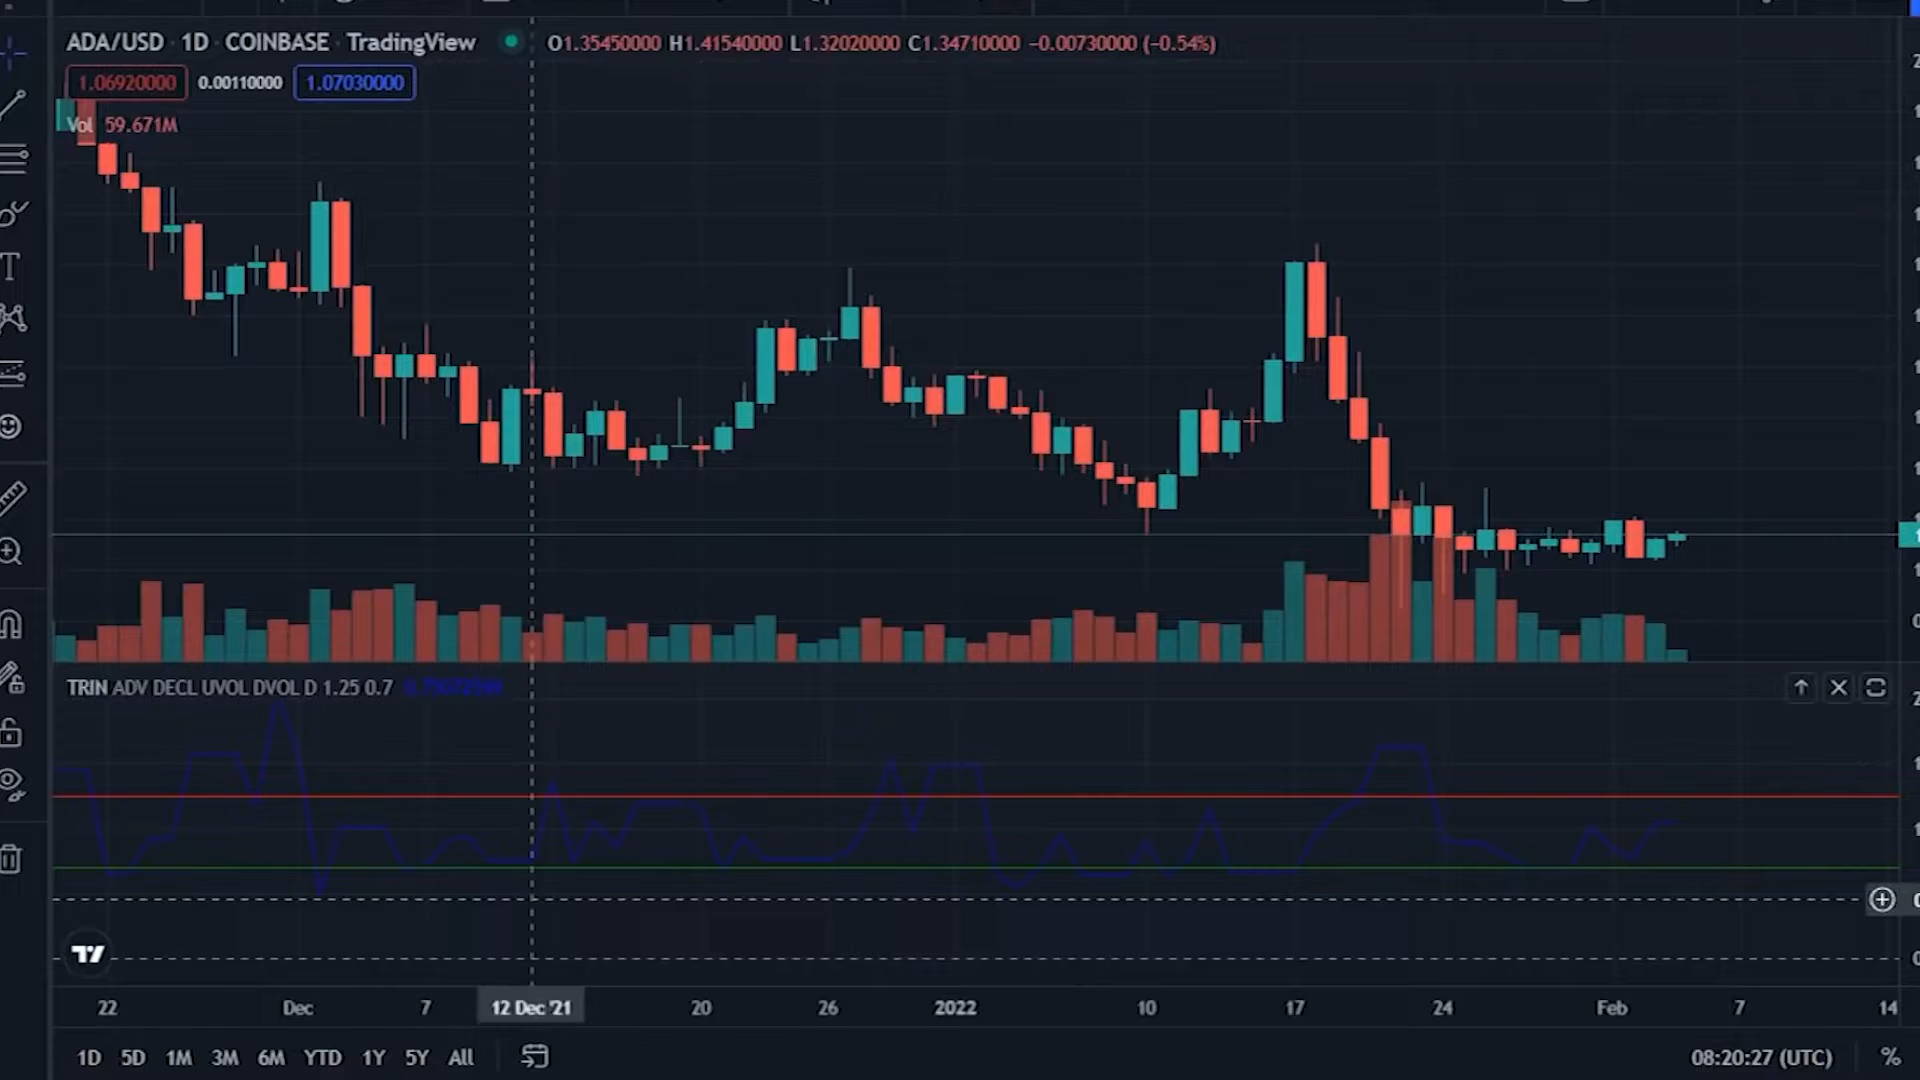 ADA/USD · 1D · COINBASE · TradingView O1.35450000 H1.41540000 L1.32020000 C1.34710000 −0.00730000 (−0.54%)
1.06920000 0.00110000 1.07030000
Vol 59.671M
TRIN ADV DECL UVOL DVOL D 1.25 0.7
22 Dec 7 12 Dec '21 20 26 2022 10 17 24 Feb 7 14
1D 5D 1M 3M 6M YTD 1Y 5Y All 08:20:27 (UTC) %